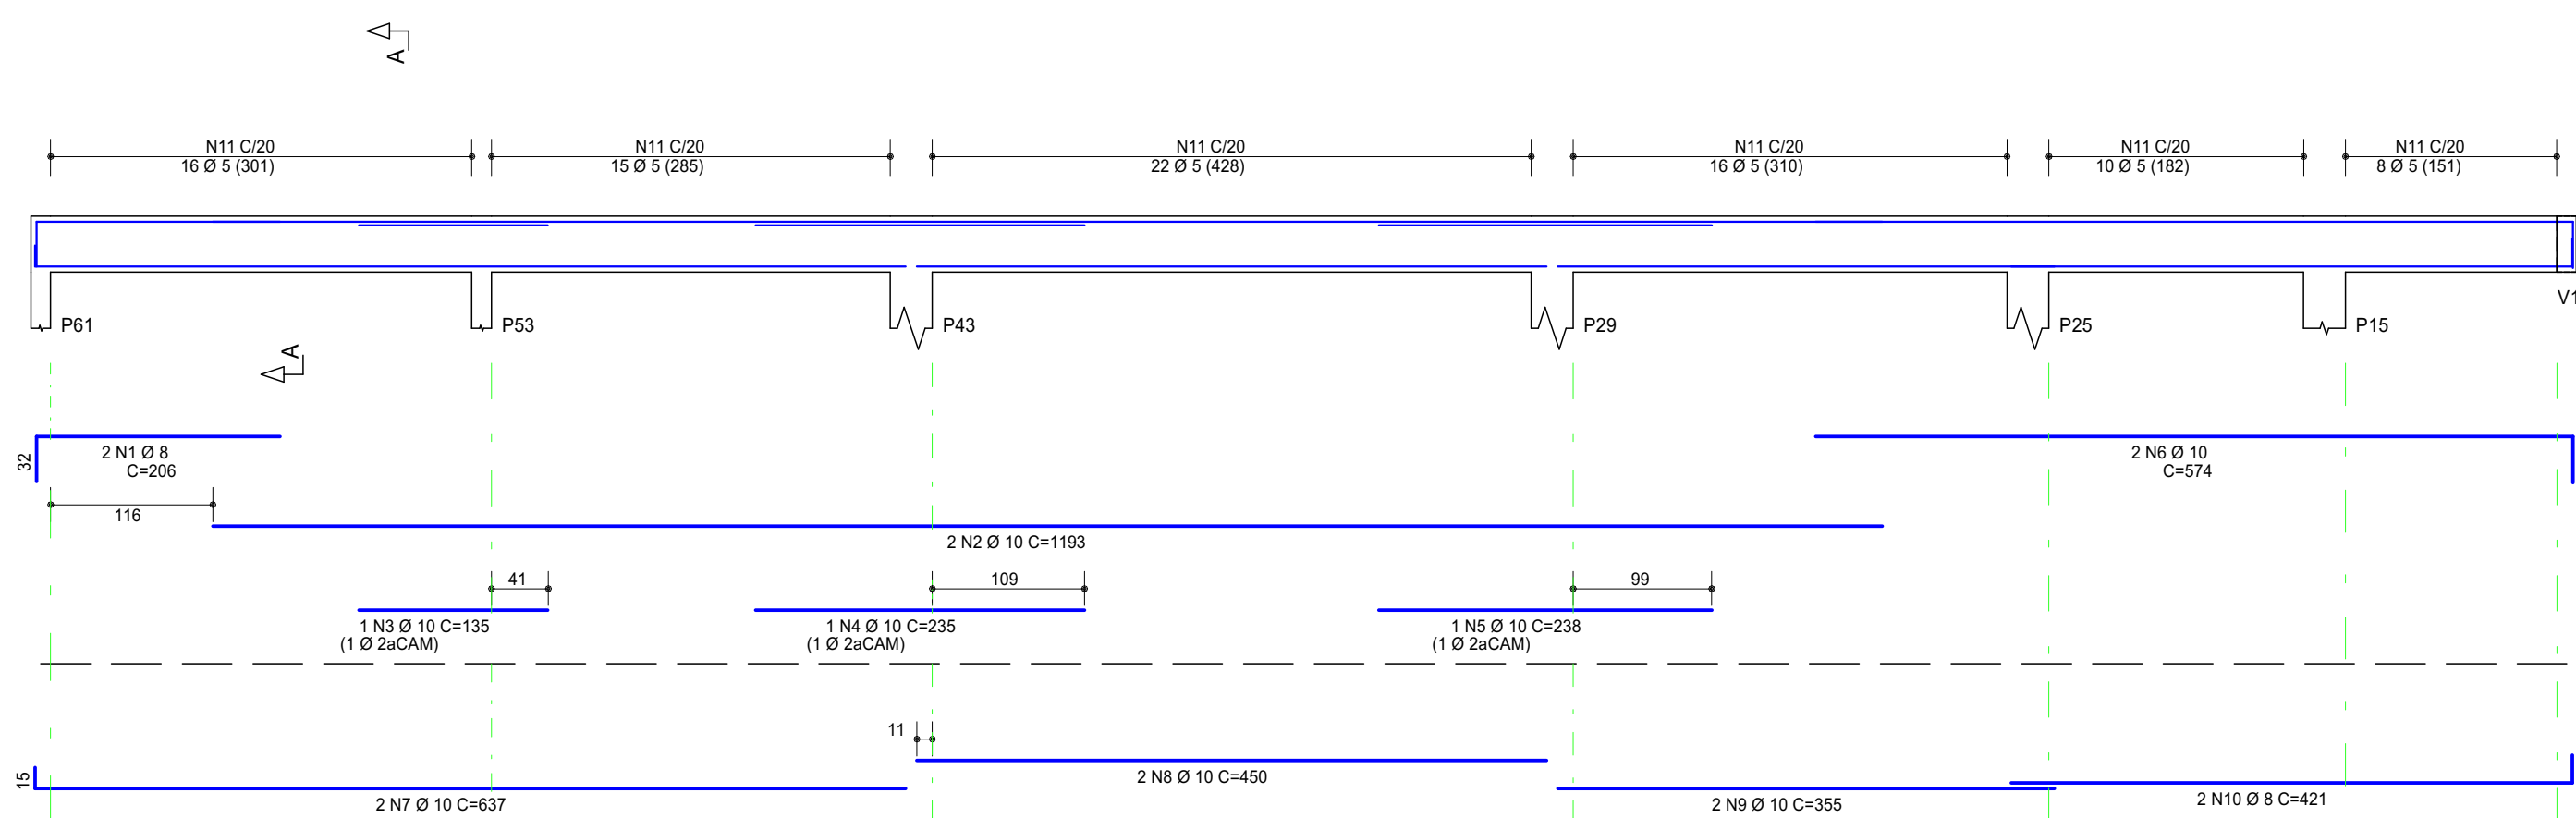 A
N11 C/20
16 Ø 5 (301)
N11 C/20
15 Ø 5 (285)
N11 C/20
22 Ø 5 (428)
N11 C/20
16 Ø 5 (310)
N11 C/20
10 Ø 5 (182)
N11 C/20
8 Ø 5 (151)
P61
P53
P43
P29
P25
P15
V1
A
32
2 N1 Ø 8
C=206
2 N6 Ø 10
C=574
116
2 N2 Ø 10 C=1193
41
109
99
1 N3 Ø 10 C=135
(1 Ø 2aCAM)
1 N4 Ø 10 C=235
(1 Ø 2aCAM)
1 N5 Ø 10 C=238
(1 Ø 2aCAM)
11
15
2 N7 Ø 10 C=637
2 N8 Ø 10 C=450
2 N9 Ø 10 C=355
2 N10 Ø 8 C=421